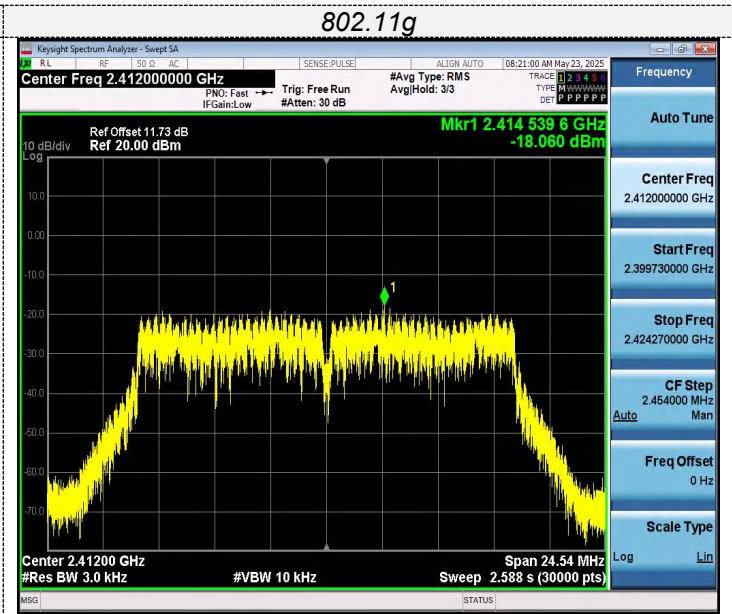 802.11g
Keysight Spectrum Analyzer - Swept SA
RL RF 50 Ω AC SENSE:PULSE ALIGN AUTO 08:21:00 AM May 23, 2025
Center Freq 2.412000000 GHz
PNO: Fast
IFGain:Low
Trig: Free Run
#Atten: 30 dB
#Avg Type: RMS
Avg|Hold: 3/3
TRACE 1 2 3 4 5 6
TYPE M WWWWW
DET P P P P P P
Frequency
Auto Tune
Center Freq
2.412000000 GHz
Start Freq
2.399730000 GHz
Stop Freq
2.424270000 GHz
CF Step
2.454000 MHz
Auto Man
Freq Offset
0 Hz
Scale Type
Log Lin
Mkr1 2.414 539 6 GHz
-18.060 dBm
Ref Offset 11.73 dB
10 dB/div Ref 20.00 dBm
Log
10.0
0.00
-10.0
-20.0
-30.0
-40.0
-50.0
-60.0
-70.0
1
Center 2.41200 GHz Span 24.54 MHz
#Res BW 3.0 kHz #VBW 10 kHz Sweep 2.588 s (30000 pts)
MSG STATUS